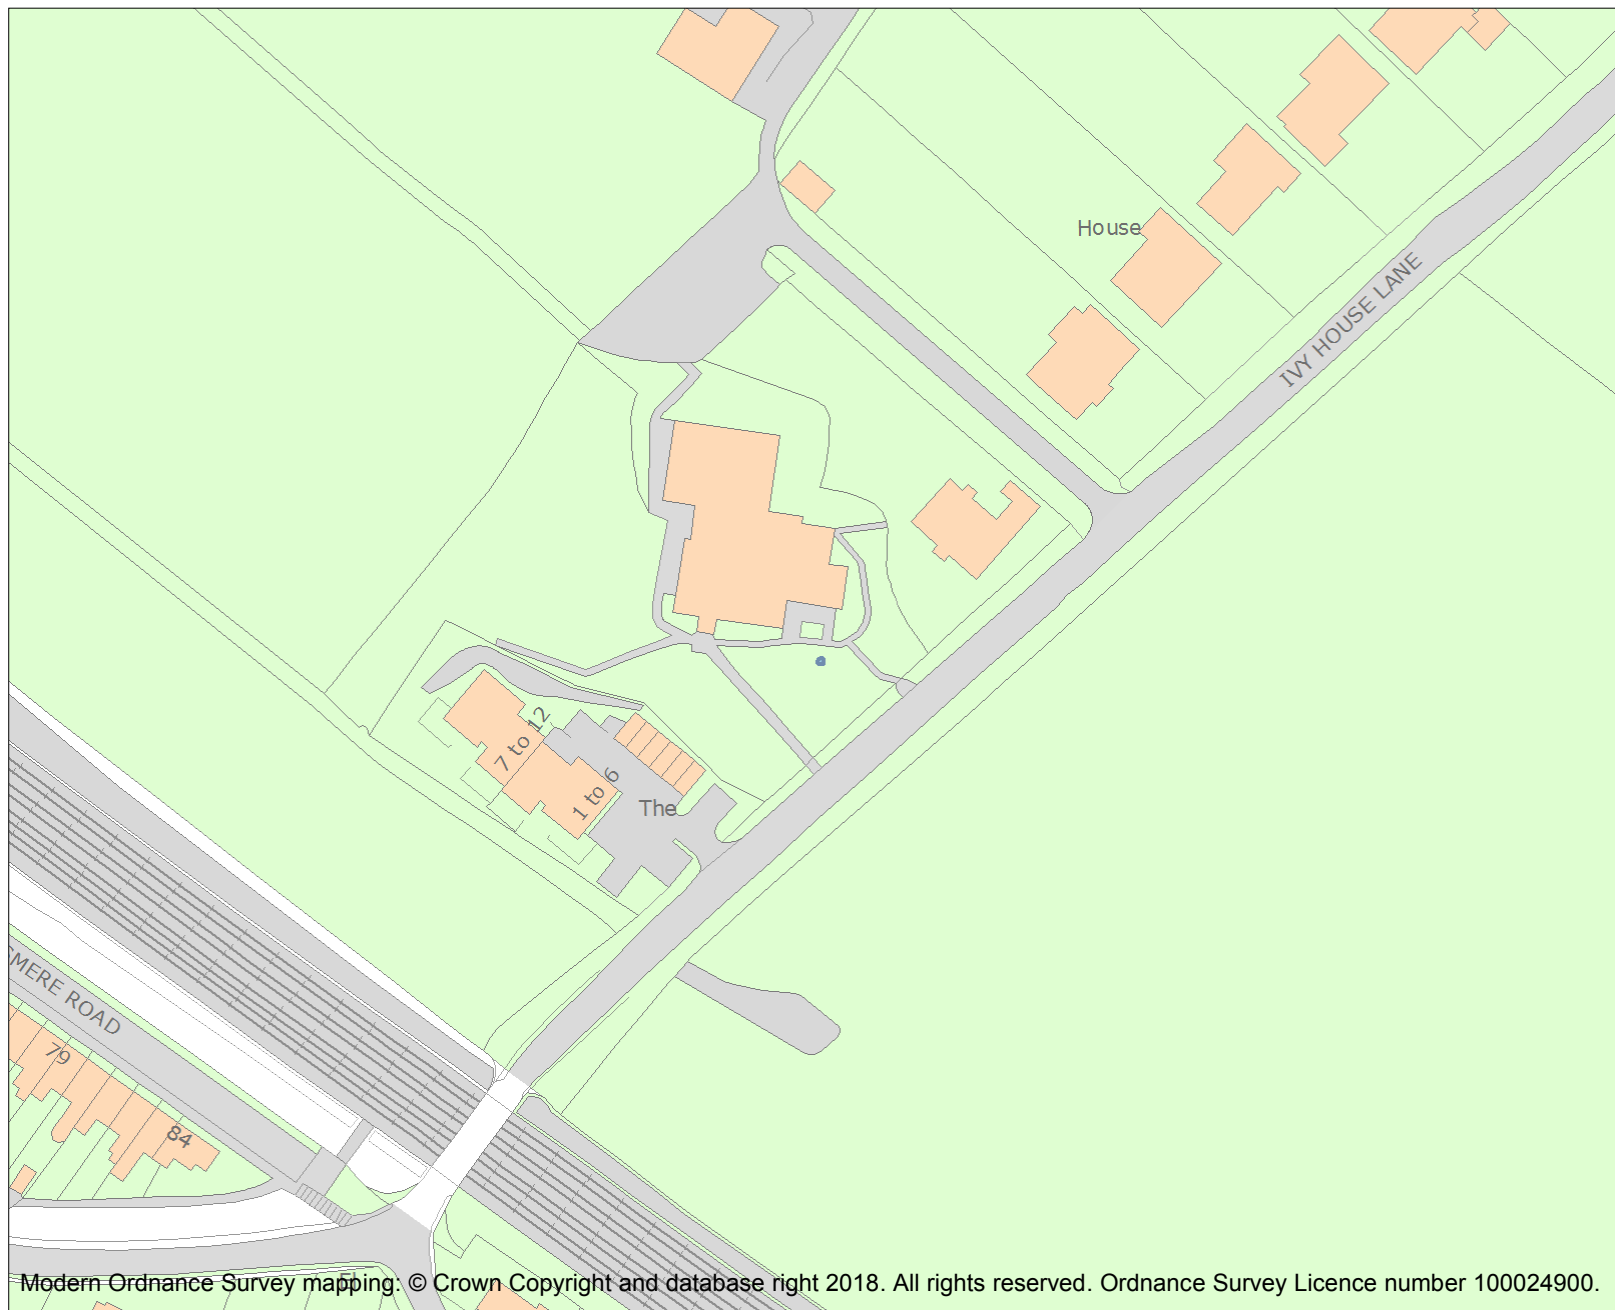 House
IVY HOUSE LANE
7 to 12
1 to 6
The
SMERE ROAD
79
84
Modern Ordnance Survey mapping: © Crown Copyright and database right 2018. All rights reserved. Ordnance Survey Licence number 100024900.